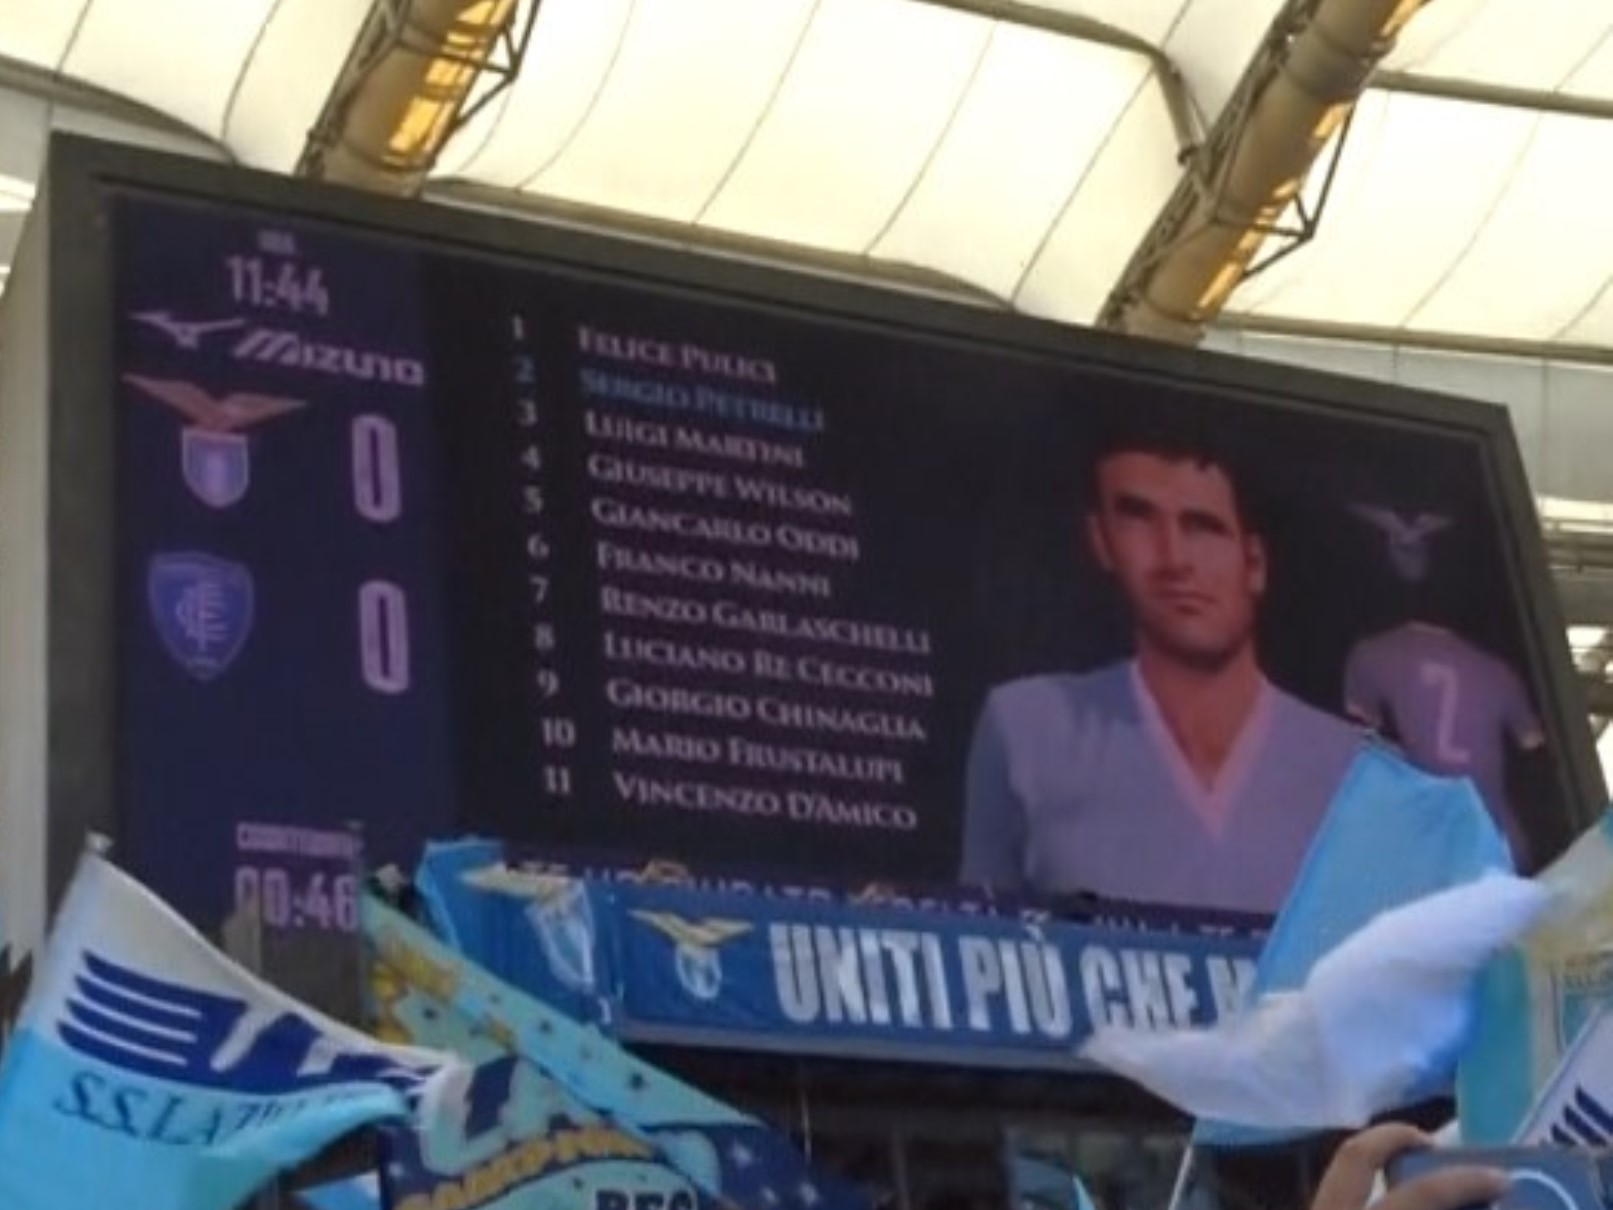 ORA
11:44
MIZUNO
0
0
1 FELICE PULICI
2 SERGIO PETRELLI
3 LUIGI MARTINI
4 GIUSEPPE WILSON
5 GIANCARLO ODDI
6 FRANCO NANNI
7 RENZO GARLASCHELLI
8 LUCIANO RE CECCONI
9 GIORGIO CHINAGLIA
10 MARIO FRUSTALUPI
11 VINCENZO D'AMICO
2
00:46
UNITI PIÙ CHE
S.S.LAZIO